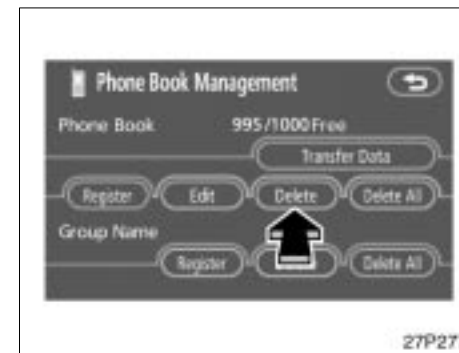 Phone Book Management
Phone Book 995/1000 Free
Transfer Data
Register Edit Delete Delete All
Group Name
Register Delete All
27P27